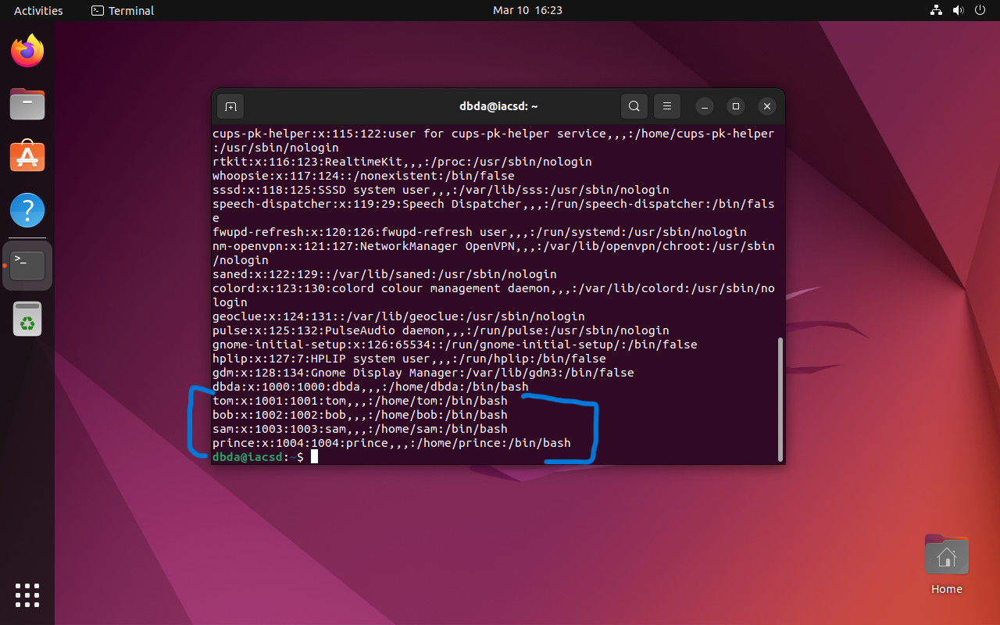 Activities
Terminal
Mar 10 16:23
dbda@iacsd: ~
cups-pk-helper:x:115:122:user for cups-pk-helper service,,,:/home/cups-pk-helper
:/usr/sbin/nologin
rtkit:x:116:123:RealtimeKit,,,:/proc:/usr/sbin/nologin
whoopsie:x:117:124::/nonexistent:/bin/false
sssd:x:118:125:SSSD system user,,,:/var/lib/sss:/usr/sbin/nologin
speech-dispatcher:x:119:29:Speech Dispatcher,,,:/run/speech-dispatcher:/bin/fals
e
fwupd-refresh:x:120:126:fwupd-refresh user,,,:/run/systemd:/usr/sbin/nologin
nm-openvpn:x:121:127:NetworkManager OpenVPN,,,:/var/lib/openvpn/chroot:/usr/sbin
/nologin
saned:x:122:129::/var/lib/saned:/usr/sbin/nologin
colord:x:123:130:colord colour management daemon,,,:/var/lib/colord:/usr/sbin/no
login
geoclue:x:124:131::/var/lib/geoclue:/usr/sbin/nologin
pulse:x:125:132:PulseAudio daemon,,,:/run/pulse:/usr/sbin/nologin
gnome-initial-setup:x:126:65534::/run/gnome-initial-setup/:/bin/false
hplip:x:127:7:HPLIP system user,,,:/run/hplip:/bin/false
gdm:x:128:134:Gnome Display Manager:/var/lib/gdm3:/bin/false
dbda:x:1000:1000:dbda,,,:/home/dbda:/bin/bash
tom:x:1001:1001:tom,,,:/home/tom:/bin/bash
bob:x:1002:1002:bob,,,:/home/bob:/bin/bash
sam:x:1003:1003:sam,,,:/home/sam:/bin/bash
prince:x:1004:1004:prince,,,:/home/prince:/bin/bash
dbda@iacsd:~$
Home